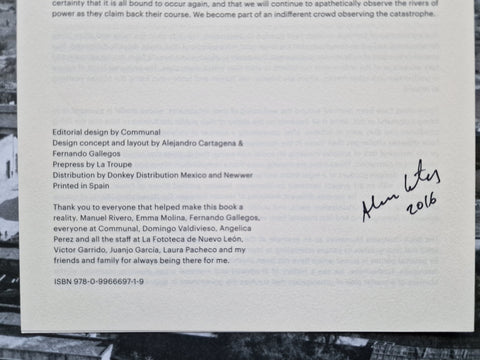 certainty that it is all bound to occur again, and that we will continue to apathetically observe the rivers of
power as they claim back their course. We become part of an indifferent crowd observing the catastrophe.
Editorial design by Communal
Design concept and layout by Alejandro Cartagena &
Fernando Gallegos
Prepress by La Troupe
Distribution by Donkey Distribution Mexico and Newwer
Printed in Spain
Thank you to everyone that helped make this book a
reality. Manuel Rivero, Emma Molina, Fernando Gallegos,
everyone at Communal, Domingo Valdivieso, Angelica
Perez and all the staff at La Fototeca de Nuevo León,
Victor Garrido, Juanjo García, Laura Pacheco and my
friends and family for always being there for me.
ISBN 978-0-9966697-1-9
2016